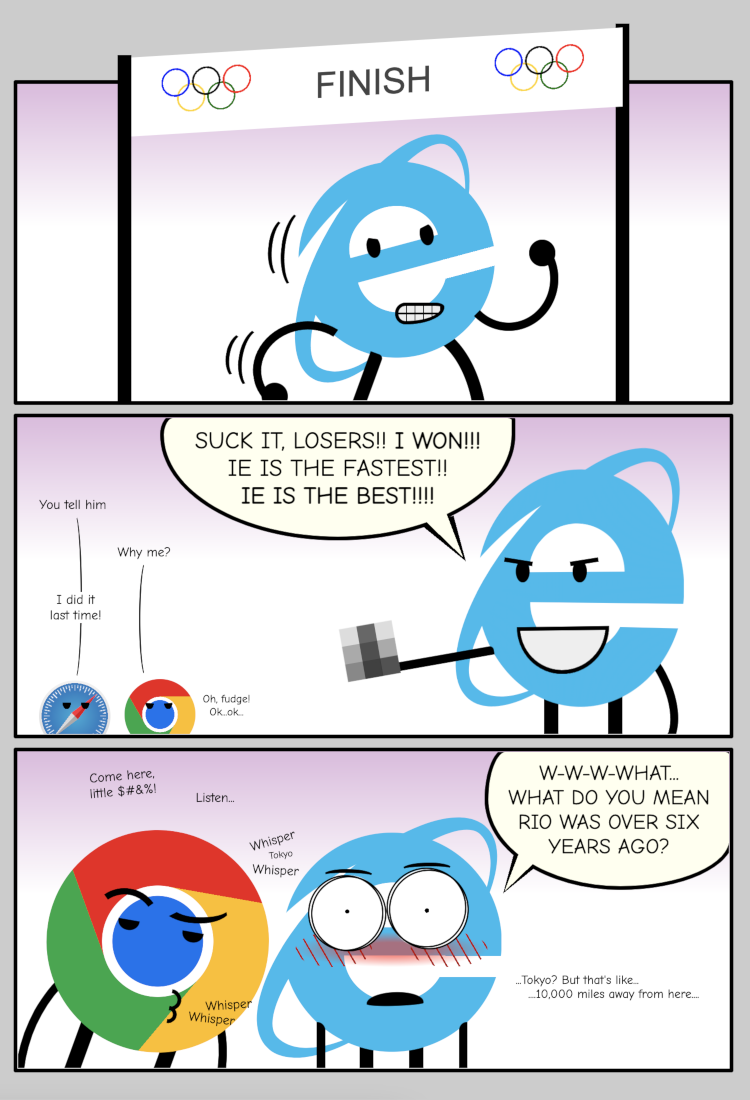 FINISH
SUCK IT, LOSERS!! I WON!!!
IE IS THE FASTEST!!
IE IS THE BEST!!!!
You tell him
Why me?
I did it
last time!
Oh, fudge!
Ok..ok...
Come here,
little $#&%!
Listen...
Whisper
Tokyo
Whisper
W-W-W-WHAT...
WHAT DO YOU MEAN
RIO WAS OVER SIX
YEARS AGO?
Whisper
Whisper
...Tokyo? But that's like...
...10,000 miles away from here....